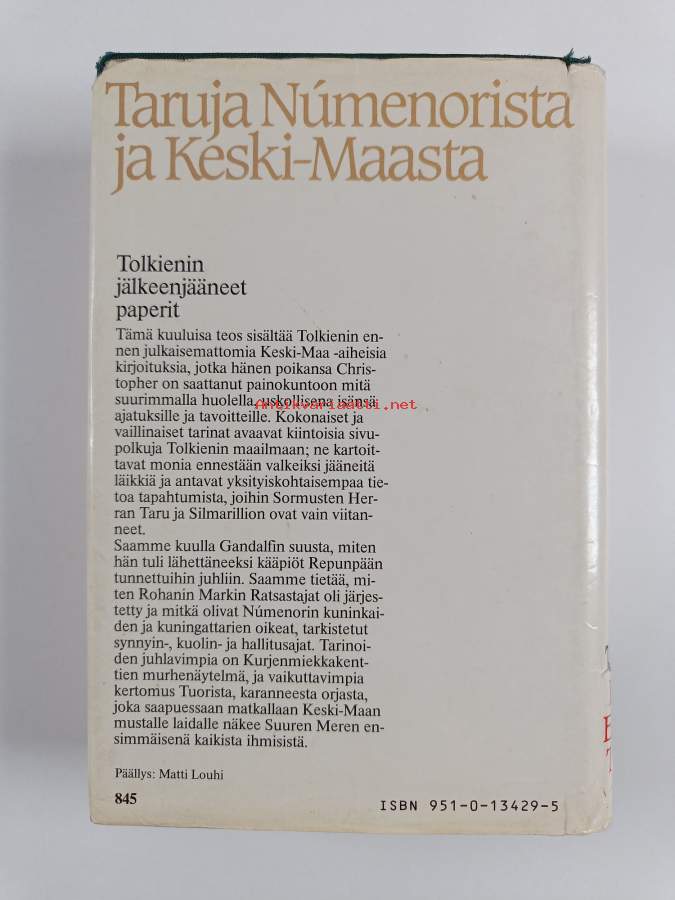 Taruja Númenorista
ja Keski-Maasta
Tolkienin
jälkeenjääneet
paperit
Tämä kuuluisa teos sisältää Tolkienin en-
nen julkaisemattomia Keski-Maa -aiheisia
kirjoituksia, jotka hänen poikansa Chris-
topher on saattanut painokuntoon mitä
suurimmalla huolella, uskollisena isänsä
antikvariaatti.net
ajatuksille ja tavoitteille. Kokonaiset ja
vaillinaiset tarinat avaavat kiintoisia sivu-
polkuja Tolkienin maailmaan; ne kartoit-
tavat monia ennestään valkeiksi jääneitä
läikkiä ja antavat yksityiskohtaisempaa tie-
toa tapahtumista, joihin Sormusten Her-
ran Taru ja Silmarillion ovat vain viitan-
neet.
Saamme kuulla Gandalfin suusta, miten
hän tuli lähettäneeksi kääpiöt Repunpään
tunnettuihin juhliin. Saamme tietää, mi-
ten Rohanin Markin Ratsastajat oli järjes-
tetty ja mitkä olivat Númenorin kuninkai-
den ja kuningattarien oikeat, tarkistetut
synnyin-, kuolin- ja hallitusajat. Tarinoi-
den juhlavimpia on Kurjenmiekkakent-
tien murhenäytelmä, ja vaikuttavimpia
kertomus Tuorista, karanneesta orjasta,
joka saapuessaan matkallaan Keski-Maan
mustalle laidalle näkee Suuren Meren en-
simmäisenä kaikista ihmisistä.
Päällys: Matti Louhi
845
ISBN 951-0-13429-5